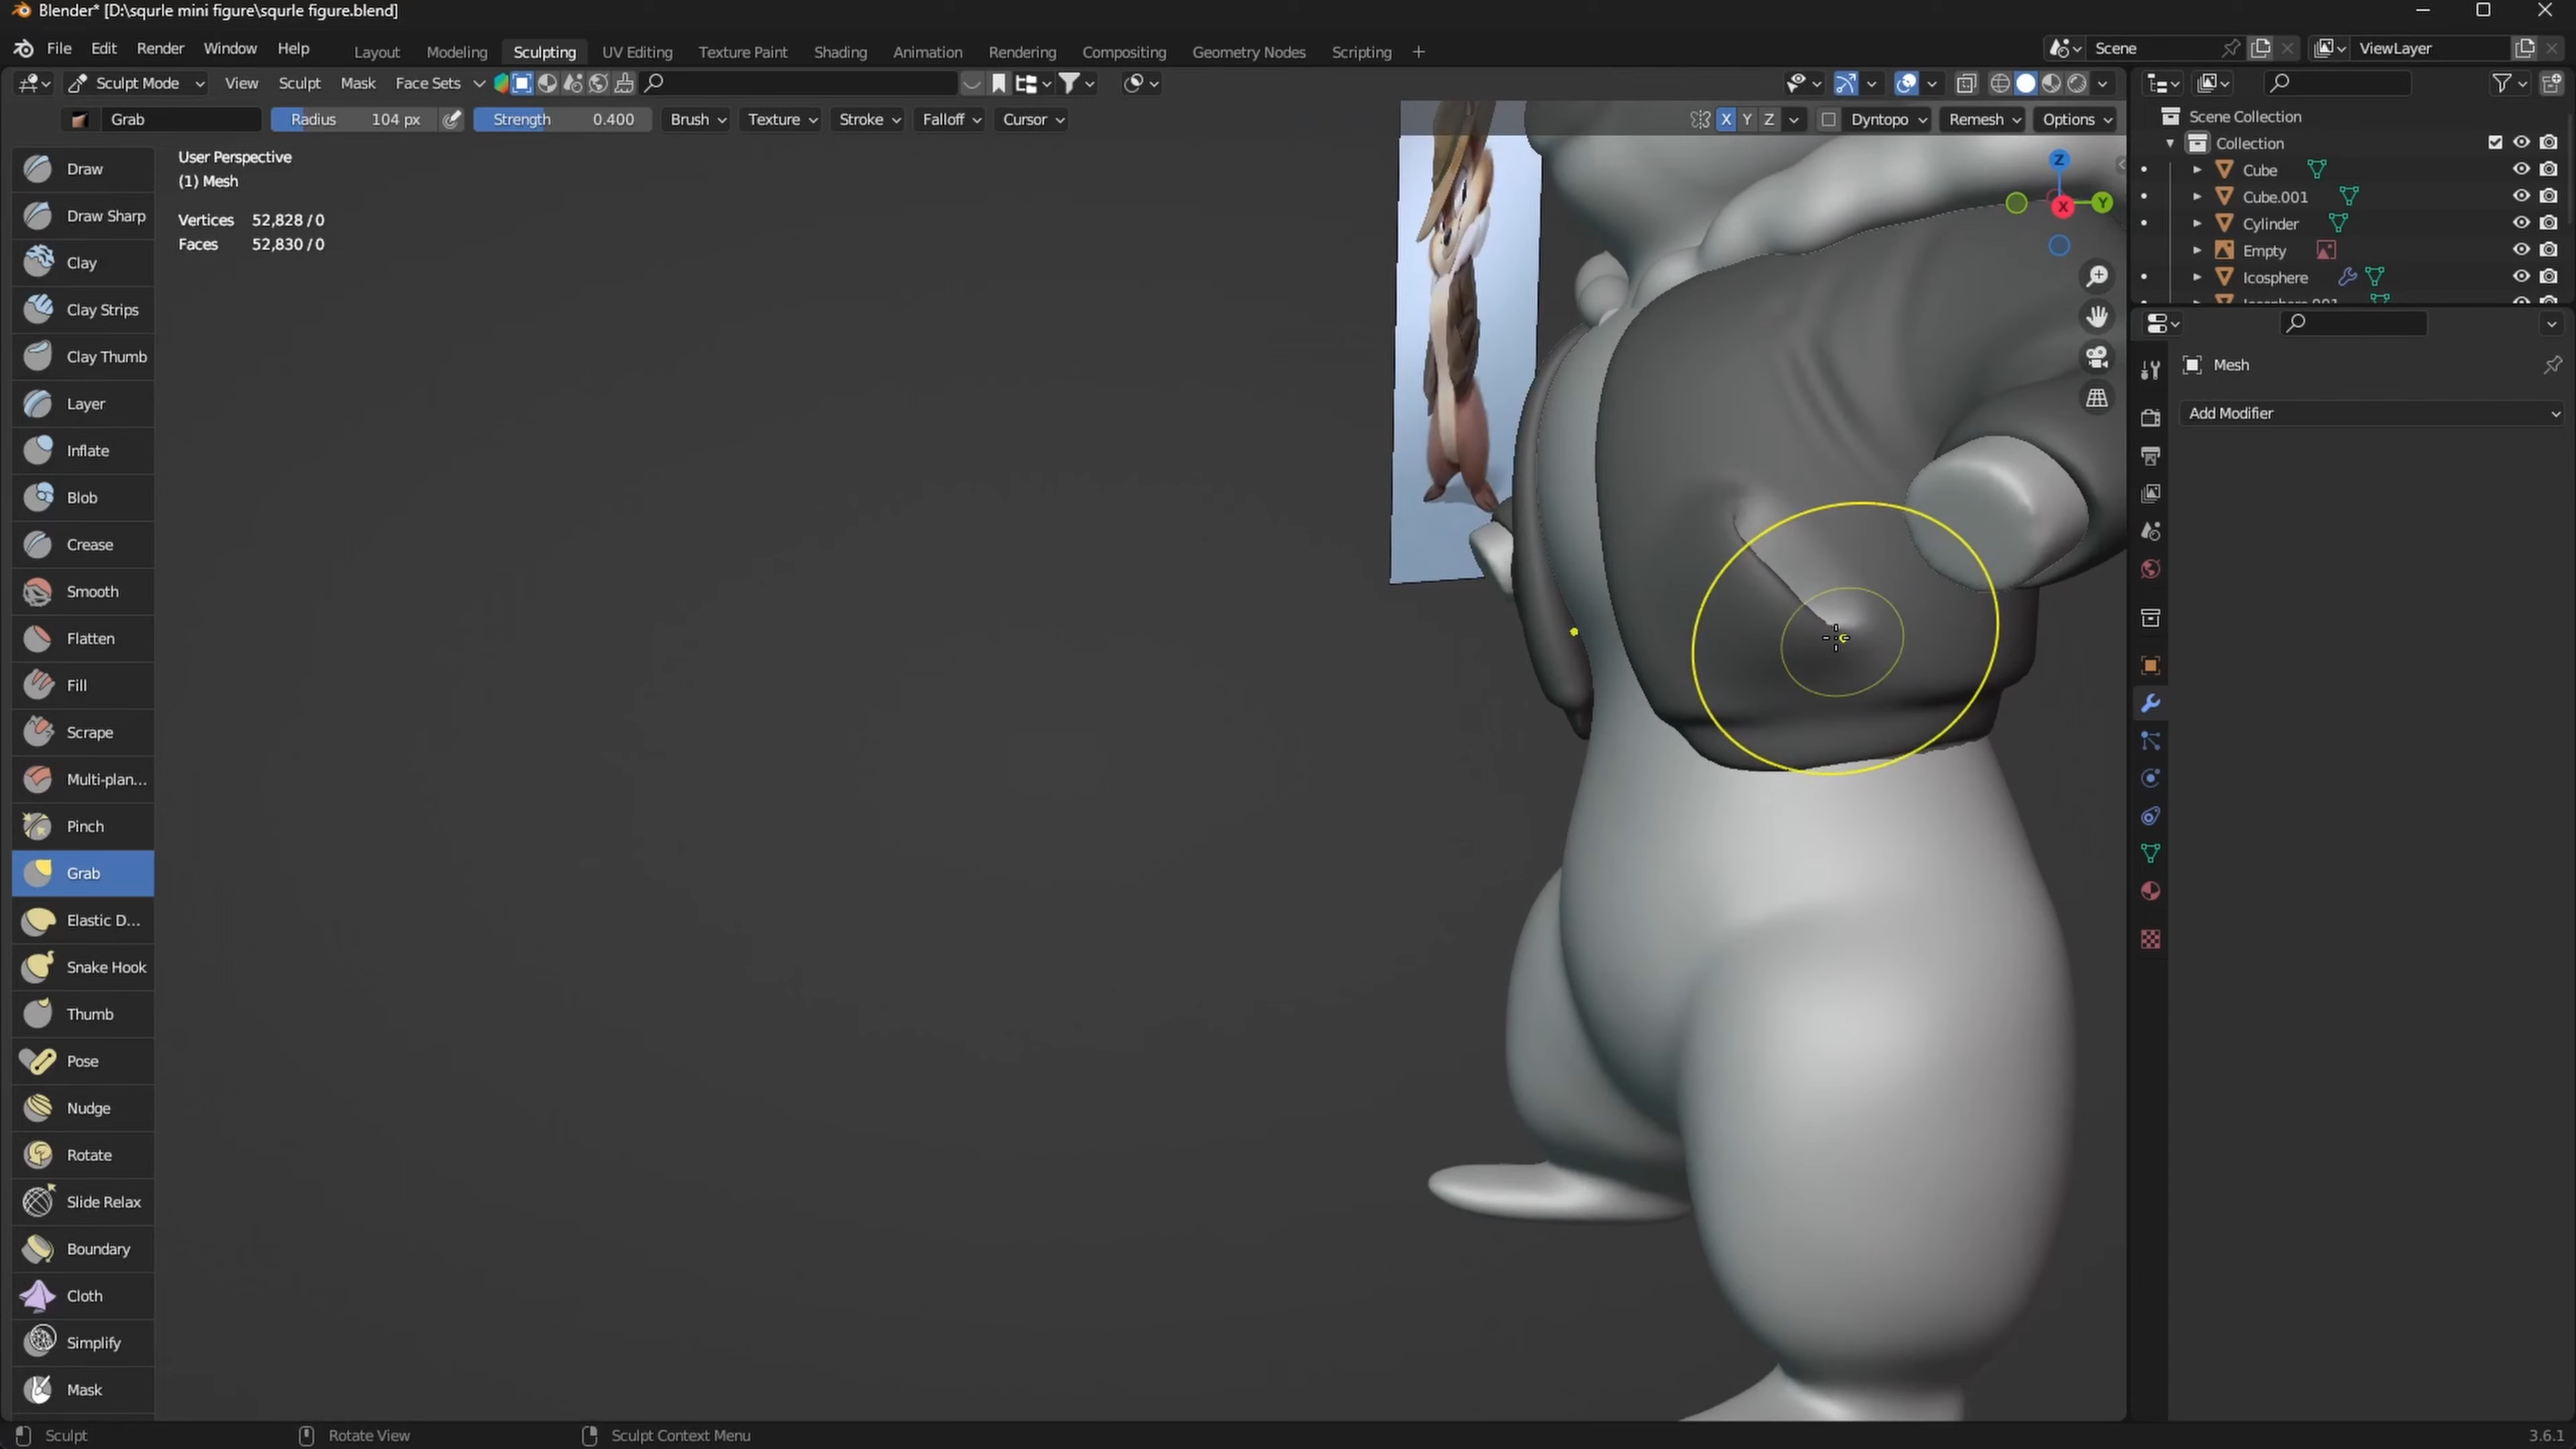 Blender* [D:\squrle mini figure\squrle figure.blend]
File Edit Render Window Help Layout Modeling Sculpting UV Editing Texture Paint Shading Animation Rendering Compositing Geometry Nodes Scripting + Scene ViewLayer
Sculpt Mode View Sculpt Mask Face Sets
Grab Radius 104 px Strength 0.400 Brush Texture Stroke Falloff Cursor X Y Z Dyntopo Remesh Options
Scene Collection
Collection
Cube
Cube.001
Cylinder
Empty
Icosphere
Icosphere.001
User Perspective
(1) Mesh
Vertices 52,828 / 0
Faces 52,830 / 0
Z
X
Y
Mesh
Add Modifier
Draw
Draw Sharp
Clay
Clay Strips
Clay Thumb
Layer
Inflate
Blob
Crease
Smooth
Flatten
Fill
Scrape
Multi-plan...
Pinch
Grab
Elastic D...
Snake Hook
Thumb
Pose
Nudge
Rotate
Slide Relax
Boundary
Cloth
Simplify
Mask
Sculpt Rotate View Sculpt Context Menu 3.6.1